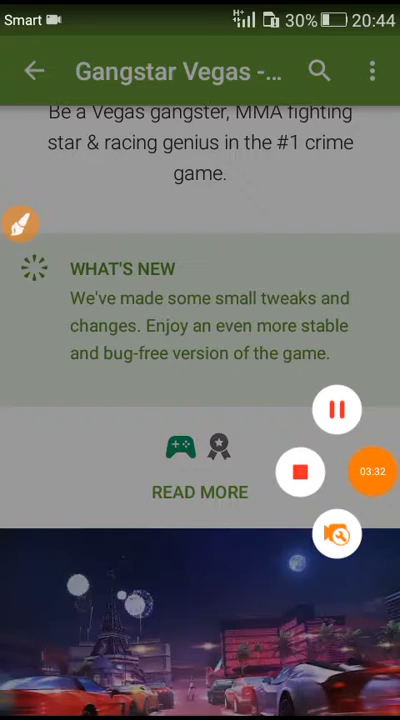 Smart H+ 30% 20:44
Gangstar Vegas -...
Be a Vegas gangster, MMA fighting
star & racing genius in the #1 crime
game.
WHAT'S NEW
We've made some small tweaks and
changes. Enjoy an even more stable
and bug-free version of the game.
03:32
READ MORE